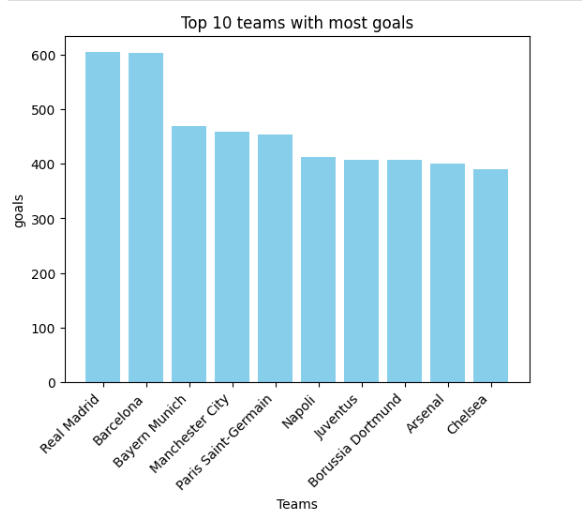 Top 10 teams with most goals
goals
600
500
400
300
200
100
0
Real Madrid
Barcelona
Bayern Munich
Manchester City
Paris Saint-Germain
Napoli
Juventus
Borussia Dortmund
Arsenal
Chelsea
Teams